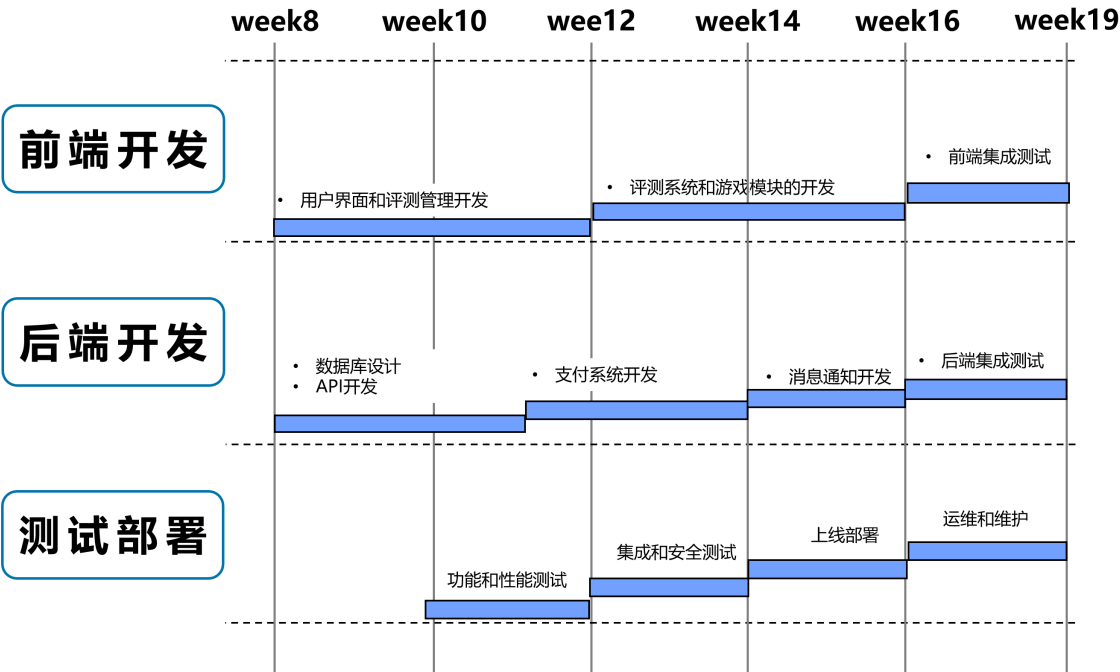 week8 week10 wee12 week14 week16 week19
前端开发
• 前端集成测试
• 评测系统和游戏模块的开发
• 用户界面和评测管理开发
后端开发
• 后端集成测试
• 数据库设计
• 支付系统开发
• 消息通知开发
• API开发
测试部署
运维和维护
上线部署
集成和安全测试
功能和性能测试